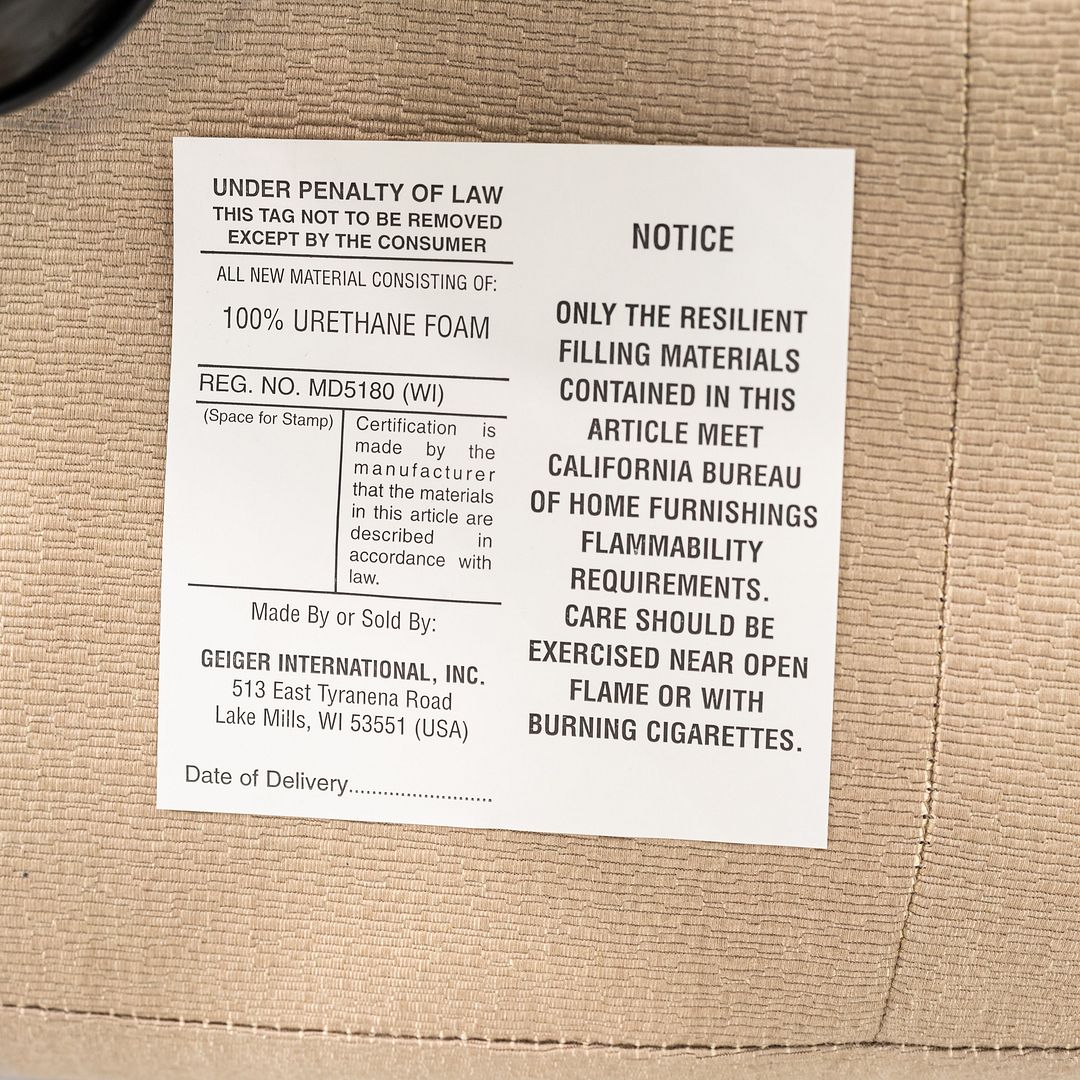 UNDER PENALTY OF LAW
THIS TAG NOT TO BE REMOVED
EXCEPT BY THE CONSUMER
ALL NEW MATERIAL CONSISTING OF:
100% URETHANE FOAM
REG. NO. MD5180 (WI)
(Space for Stamp)
Certification is
made by the
manufacturer
that the materials
in this article are
described in
accordance with
law.
Made By or Sold By:
GEIGER INTERNATIONAL, INC.
513 East Tyranena Road
Lake Mills, WI 53551 (USA)
Date of Delivery.........................
NOTICE
ONLY THE RESILIENT
FILLING MATERIALS
CONTAINED IN THIS
ARTICLE MEET
CALIFORNIA BUREAU
OF HOME FURNISHINGS
FLAMMABILITY
REQUIREMENTS.
CARE SHOULD BE
EXERCISED NEAR OPEN
FLAME OR WITH
BURNING CIGARETTES.